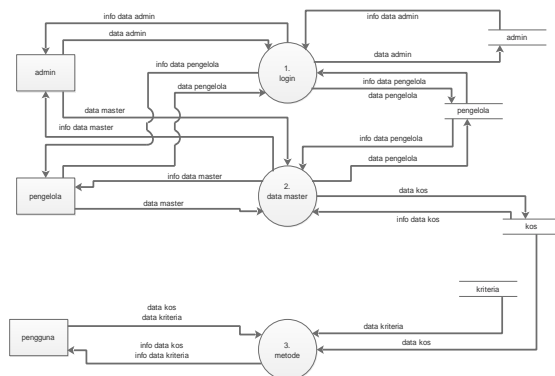 info data admin
data admin
info data admin
admin
data admin
admin
1.
login
info data pengelola
data pengelola
info data pengelola
data pengelola
pengelola
data master
info data master
info data pengelola
data pengelola
pengelola
info data master
data master
2.
data master
data kos
info data kos
kos
kriteria
pengguna
data kos
data kriteria
info data kos
info data kriteria
3.
metode
data kriteria
data kos